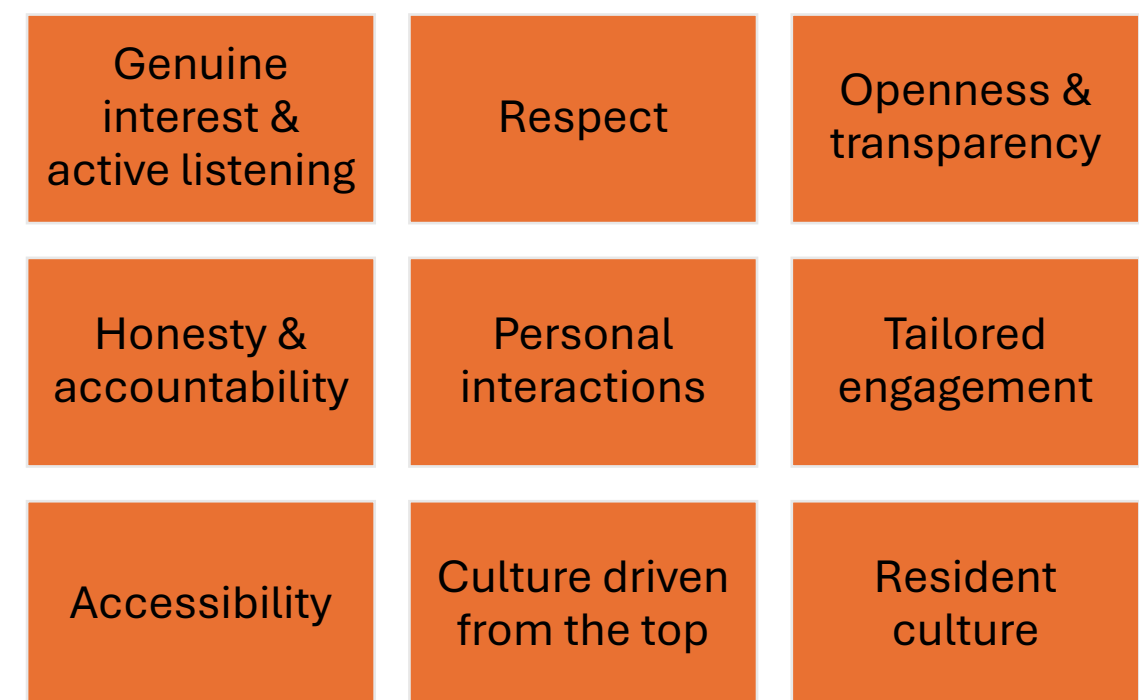 Genuine
interest &
active listening
Respect
Openness &
transparency
Honesty &
accountability
Personal
interactions
Tailored
engagement
Accessibility
Culture driven
from the top
Resident
culture